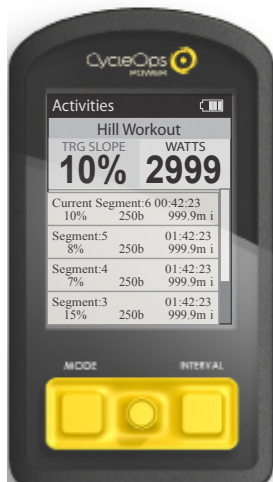 CycleOps
POWER
Activities
Hill Workout
TRG SLOPE WATTS
10% 2999
Current Segment:6 00:42:23
10% 250b 999.9m i
Segment:5 01:42:23
8% 250b 999.9m i
Segment:4 01:42:23
7% 250b 999.9m i
Segment:3 01:42:23
15% 250b 999.9m i
MODE INTERVAL